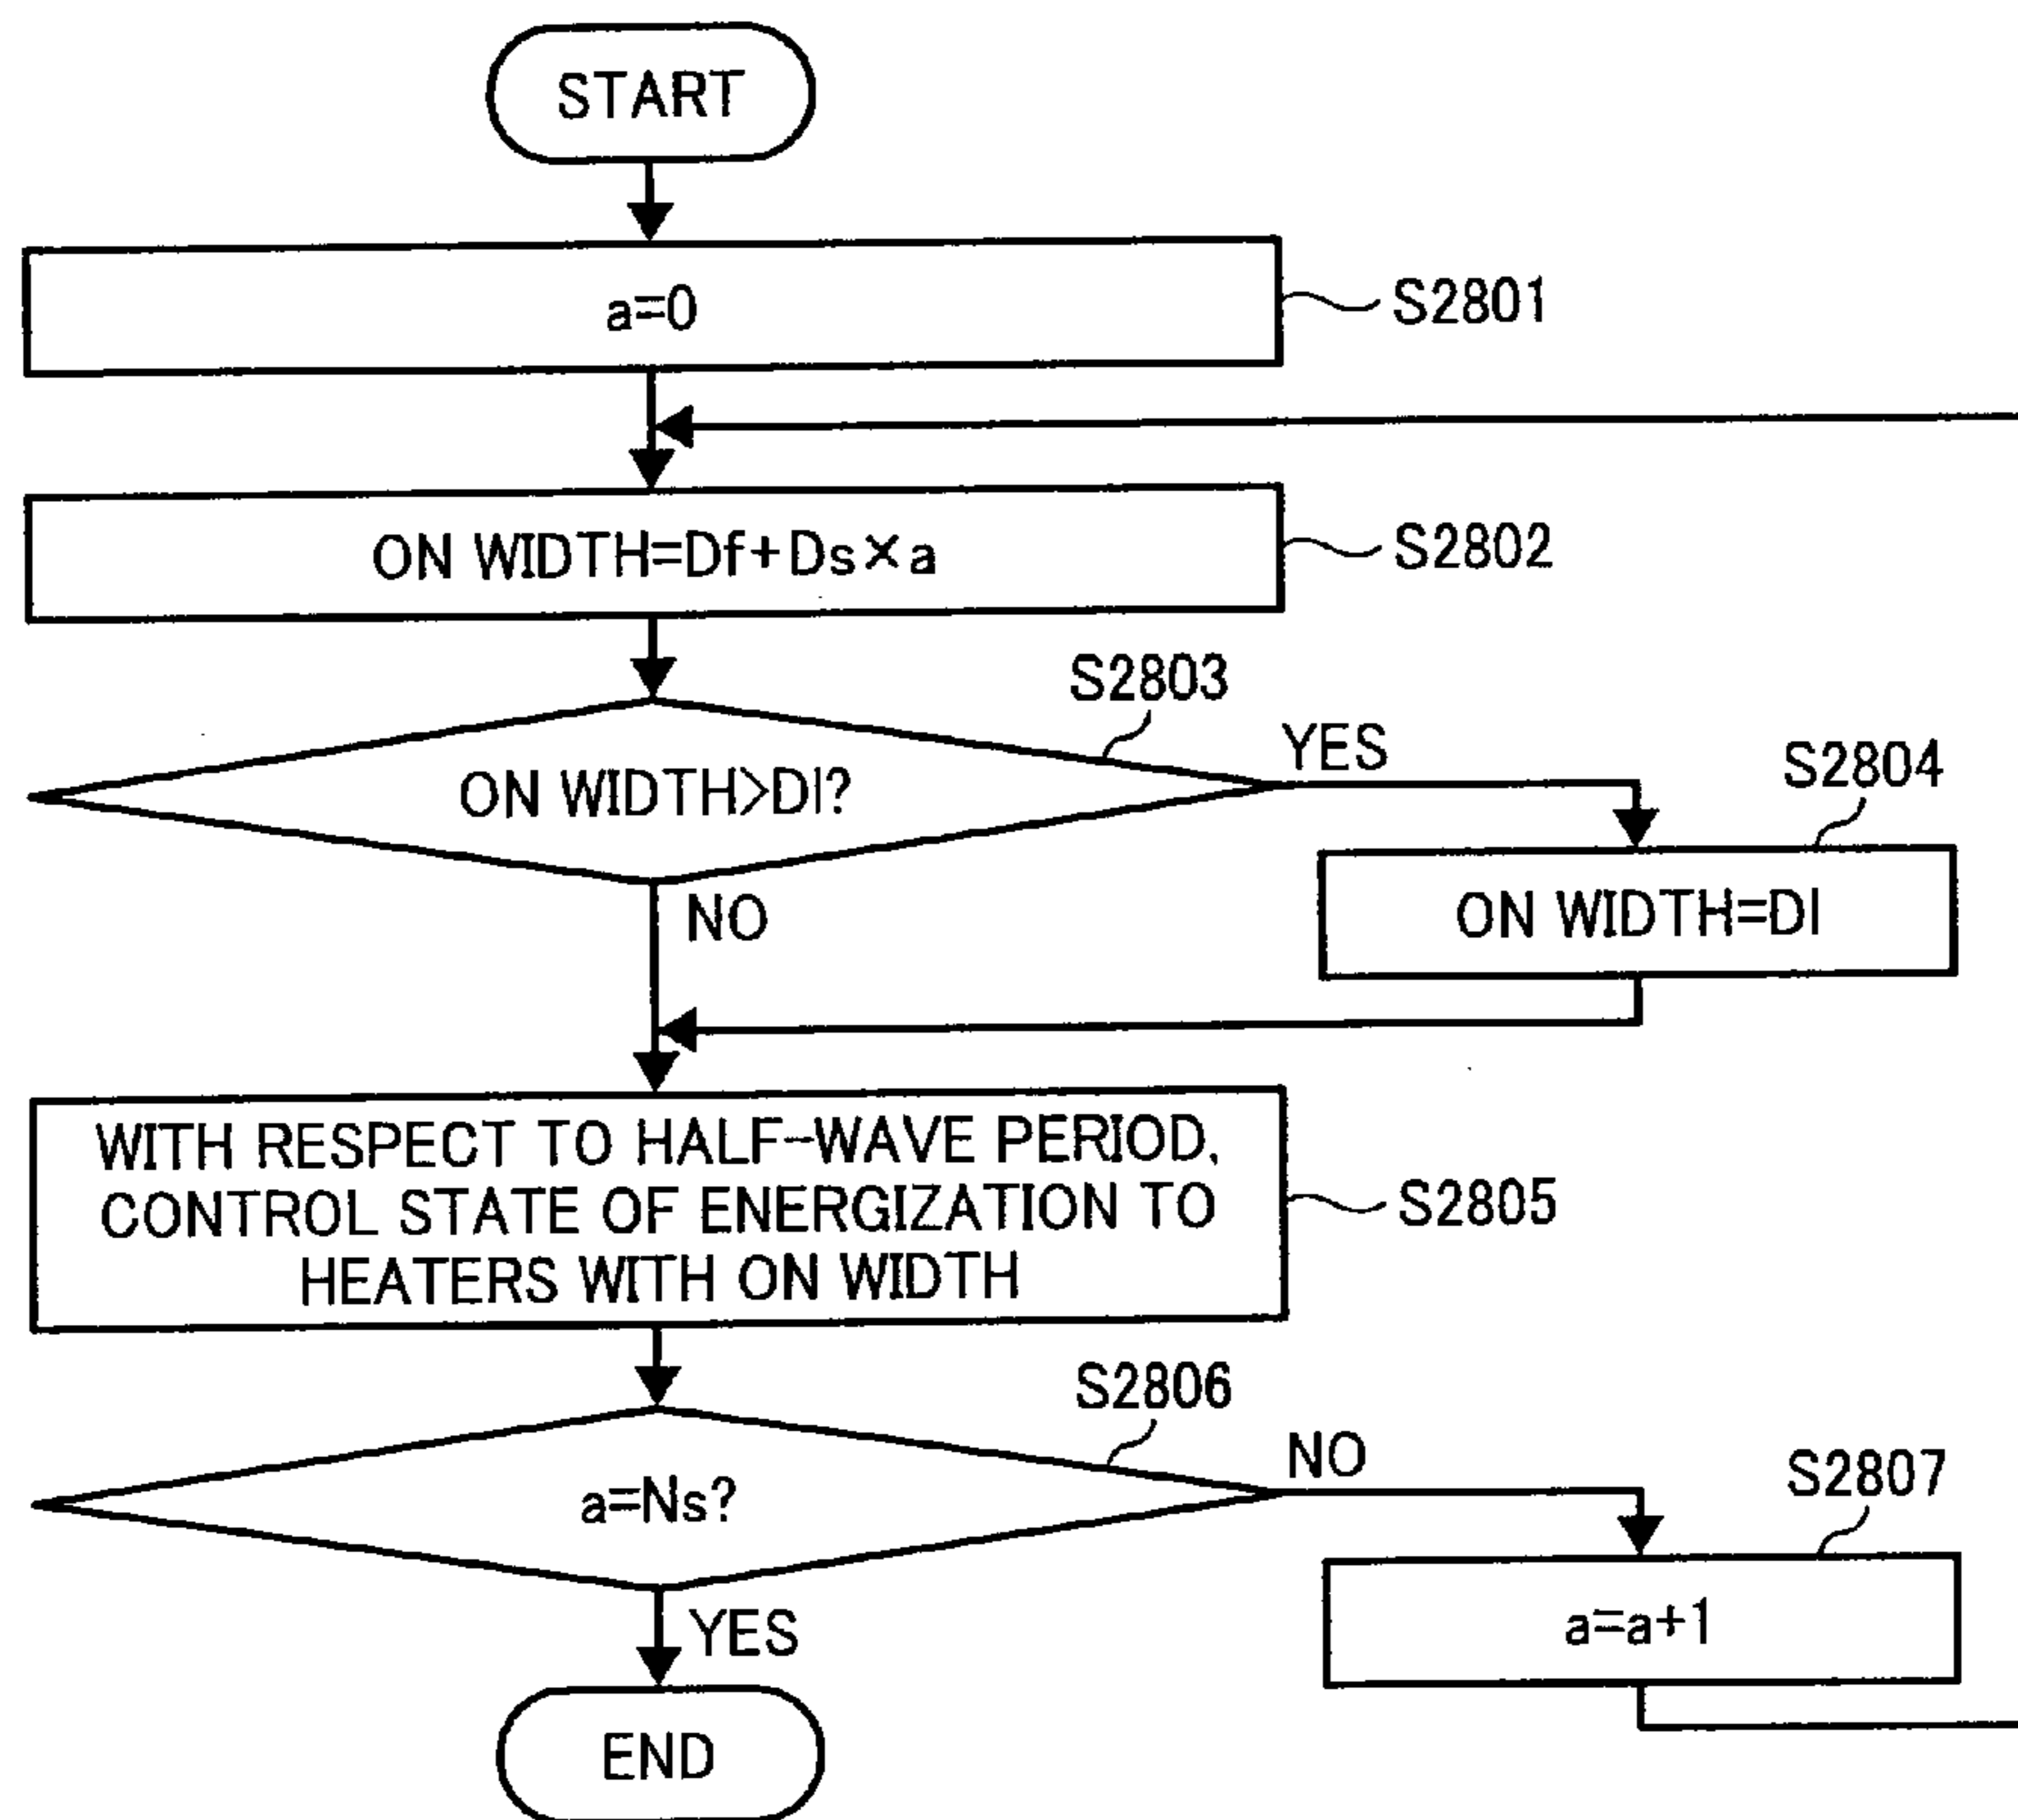 START
a=0
S2801
ON WIDTH=Df+Ds×a
S2802
S2803
ON WIDTH>Dl?
YES
S2804
ON WIDTH=Dl
NO
WITH RESPECT TO HALF-WAVE PERIOD,
CONTROL STATE OF ENERGIZATION TO
HEATERS WITH ON WIDTH
S2805
S2806
a=Ns?
NO
S2807
a=a+1
YES
END